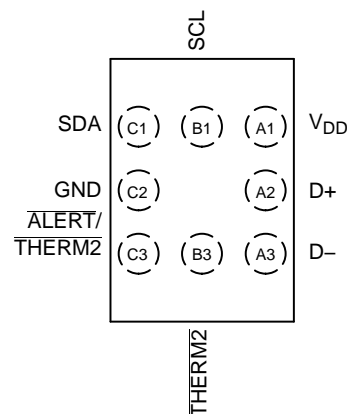 SCL
SDA C1 B1 A1 VDD
GND C2 A2 D+
ALERT/
THERM2 C3 B3 A3 D–
THERM2